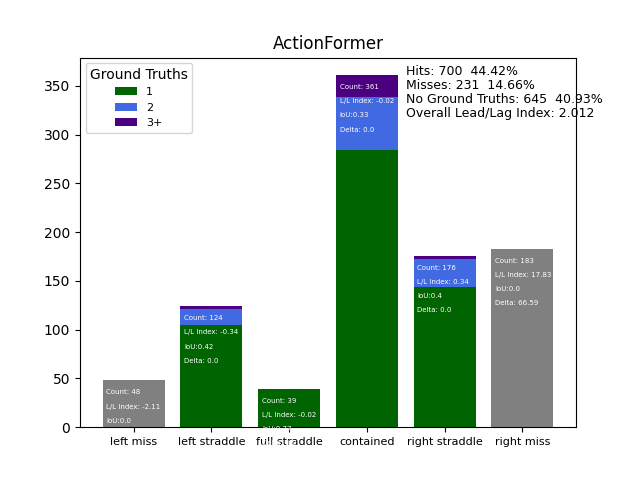 ActionFormer
Ground Truths
1
2
3+
Hits: 700 44.42%
Misses: 231 14.66%
No Ground Truths: 645 40.93%
Overall Lead/Lag Index: 2.012
350
300
250
200
150
100
50
0
Count: 48
L/L Index: -2.11
IoU:0.0
Count: 124
L/L Index: -0.34
IoU:0.42
Delta: 0.0
Count: 39
L/L Index: -0.02
IoU:0.77
Count: 361
L/L Index: -0.02
IoU:0.33
Delta: 0.0
Count: 176
L/L Index: 0.34
IoU:0.4
Delta: 0.0
Count: 183
L/L Index: 17.83
IoU:0.0
Delta: 66.59
left miss
left straddle
full straddle
contained
right straddle
right miss